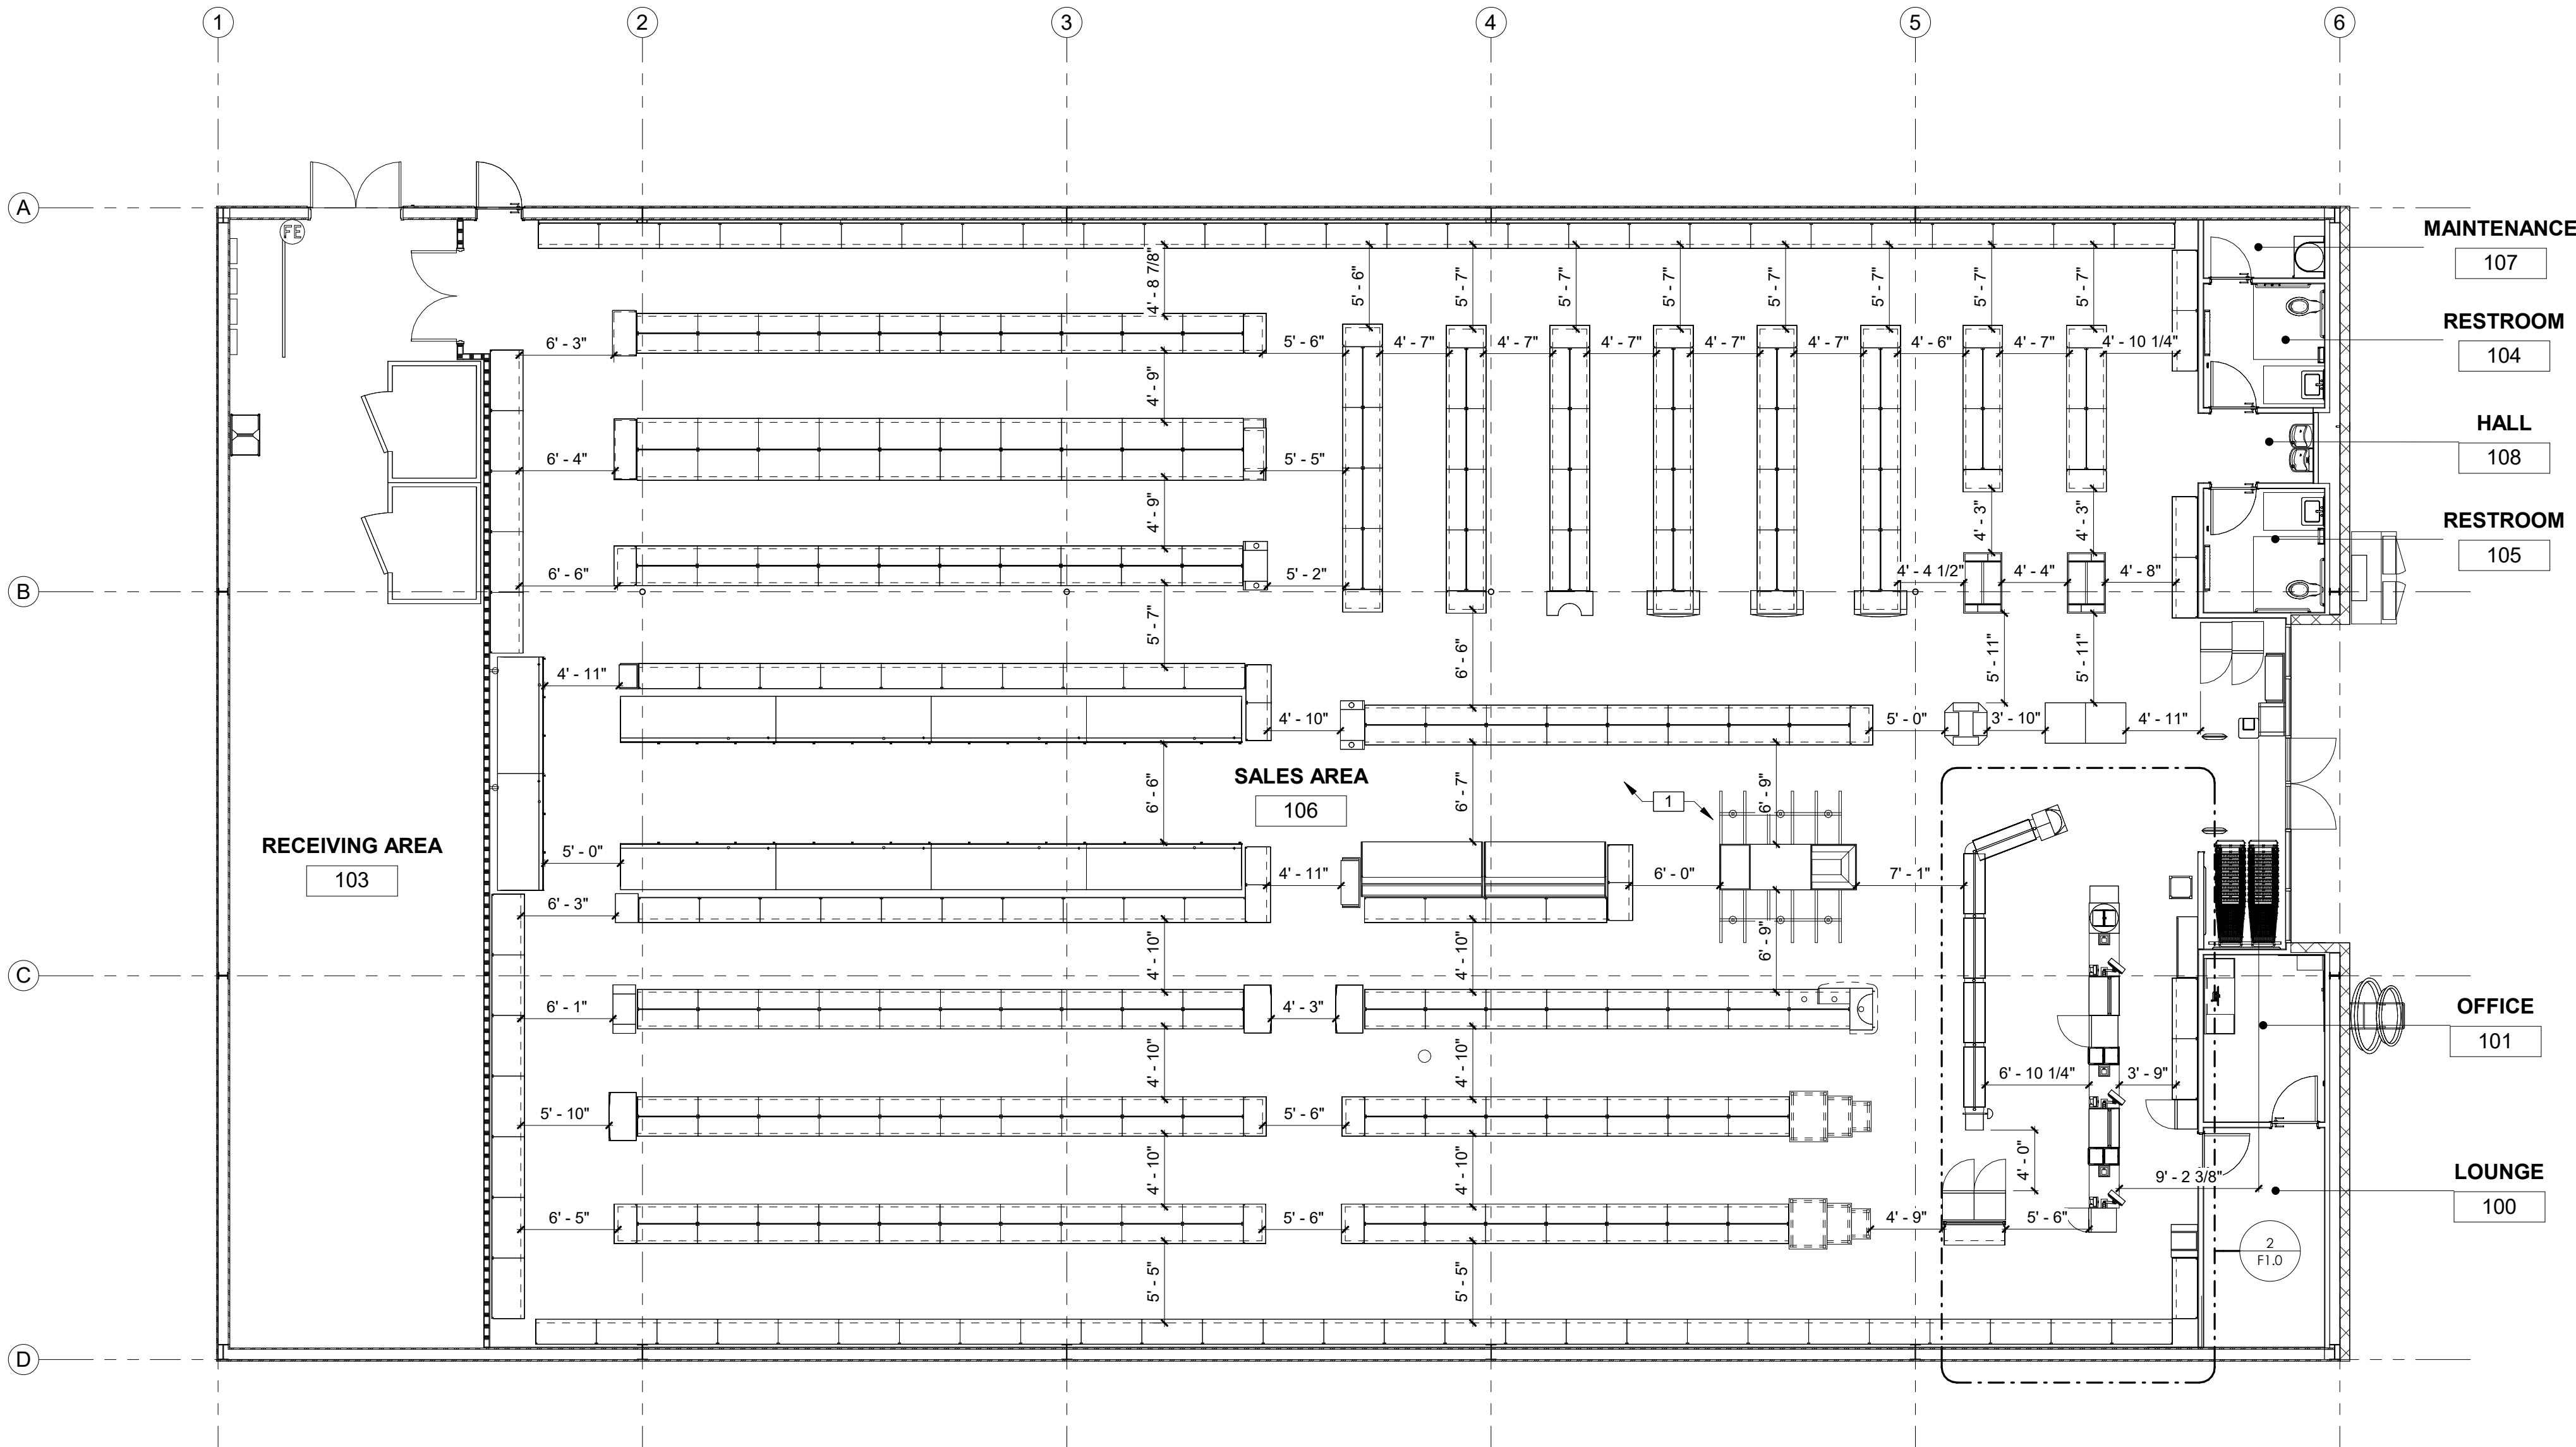 1 2 3 4 5 6
A
FE
MAINTENANCE
107
4' - 8 7/8" 5' - 6" 5' - 7" 5' - 7" 5' - 7" 5' - 7" 5' - 7" 5' - 7" 5' - 7"
RESTROOM
104
6' - 3" 5' - 6" 4' - 7" 4' - 7" 4' - 7" 4' - 7" 4' - 7" 4' - 6" 4' - 7" 4' - 10 1/4"
4' - 9"
HALL
108
6' - 4" 5' - 5"
4' - 9" 4' - 3" 4' - 3"
RESTROOM
105
6' - 6" 5' - 2" 4' - 4 1/2" 4' - 4" 4' - 8"
B
5' - 7" 6' - 6" 5' - 11" 5' - 11"
4' - 11"
4' - 10" 5' - 0" 3' - 10" 4' - 11"
SALES AREA
106
6' - 6" 6' - 7" 6' - 9"
1
RECEIVING AREA
103
5' - 0" 4' - 11" 6' - 0" 7' - 1"
6' - 3"
4' - 10" 4' - 10" 6' - 9"
C
OFFICE
101
6' - 1" 4' - 3"
4' - 10" 4' - 10"
6' - 10 1/4" 3' - 9"
5' - 10" 5' - 6"
4' - 10" 4' - 10" 4' - 0"
9' - 2 3/8"
LOUNGE
100
6' - 5" 5' - 6" 4' - 9" 5' - 6"
2
F1.0
5' - 5" 5' - 5"
D